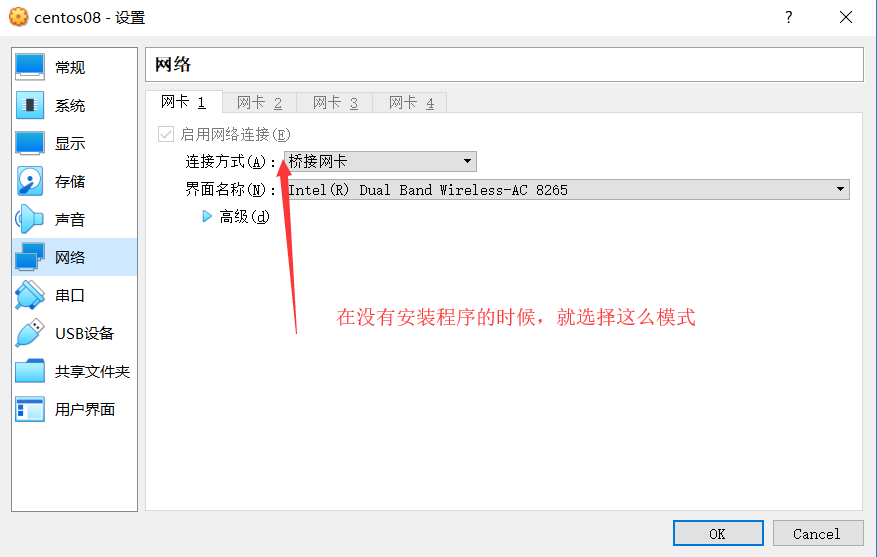 centos08 - 设置
?
常规
系统
显示
存储
声音
网络
串口
USB设备
共享文件夹
用户界面
网络
网卡 1
网卡 2
网卡 3
网卡 4
启用网络连接(E)
连接方式(A): 桥接网卡
界面名称(N): Intel(R) Dual Band Wireless-AC 8265
高级(d)
在没有安装程序的时候，就选择这么模式
OK
Cancel